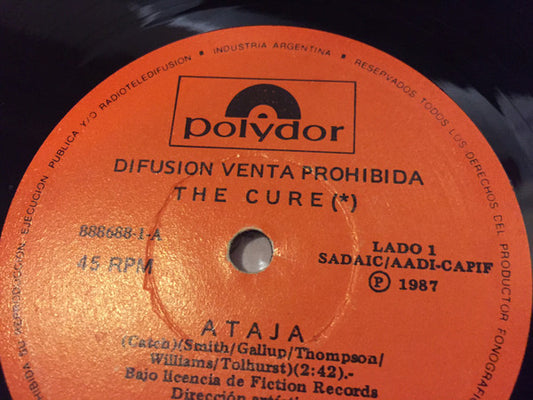 EJECUCION PUBLICA Y/O RADIOTELEDIFUSION • INDUSTRIA ARGENTINA • RESERVADOS TODOS LOS DERECHOS DEL PRODUCTOR
polydor
DIFUSION VENTA PROHIBIDA
THE CURE (*)
888688-1-A
45 RPM
LADO 1
SADAIC/AADI-CAPIF
P 1987
ATAJA
(Catch)(Smith/Gallup/Thompson/
Williams/Tolhurst)(2:42).-
Bajo licencia de Fiction Records
Dirección